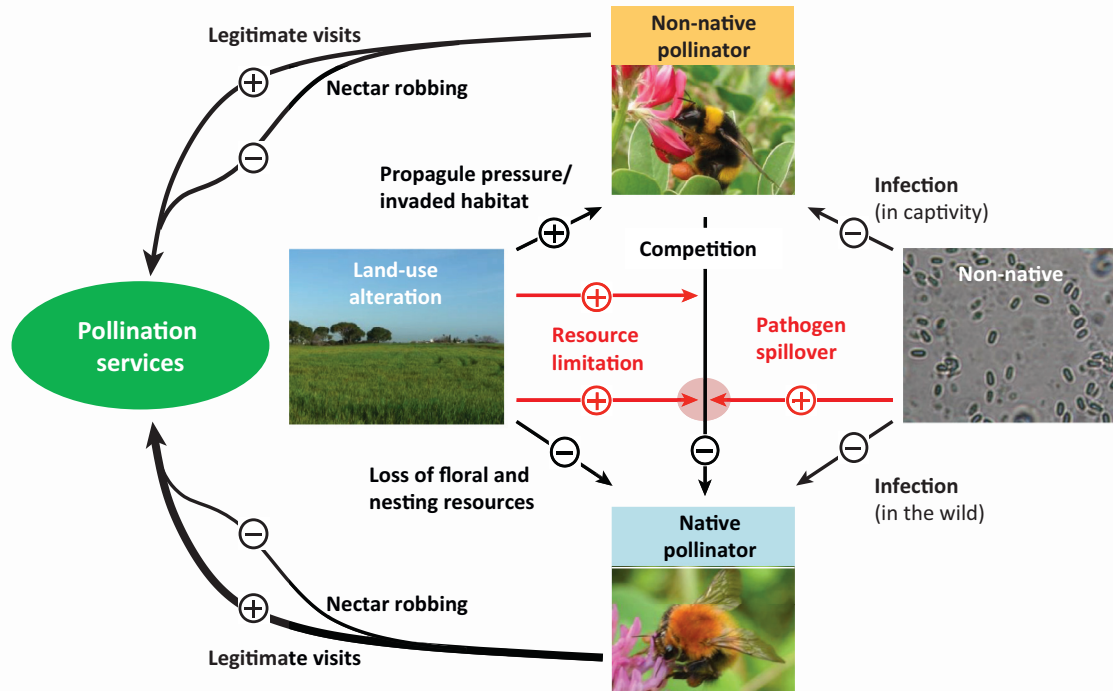 Legitimate visits
Nectar robbing
Non-native
pollinator
Propagule pressure/
invaded habitat
Infection
(in captivity)
Competition
Land-use
alteration
Non-native
Pollination
services
Resource
limitation
Pathogen
spillover
Loss of floral and
nesting resources
Infection
(in the wild)
Native
pollinator
Nectar robbing
Legitimate visits